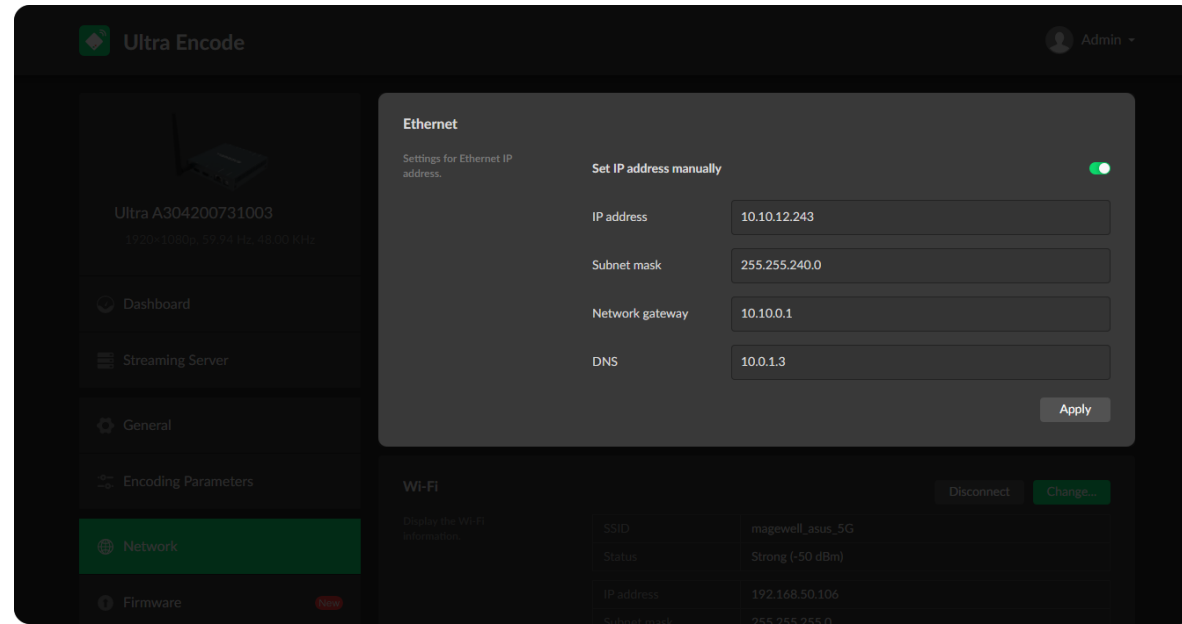 Ultra Encode
Admin
Ultra A304200731003
1920×1080p, 59.94 Hz, 48.00 KHz
Dashboard
Streaming Server
General
Encoding Parameters
Network
Firmware
New
Ethernet
Settings for Ethernet IP
address.
Set IP address manually
IP address 10.10.12.243
Subnet mask 255.255.240.0
Network gateway 10.10.0.1
DNS 10.0.1.3
Apply
Wi-Fi
Disconnect Change...
Display the Wi-Fi
information.
SSID magewell_asus_5G
Status Strong (-50 dBm)
IP address 192.168.50.106
Subnet mask 255.255.255.0